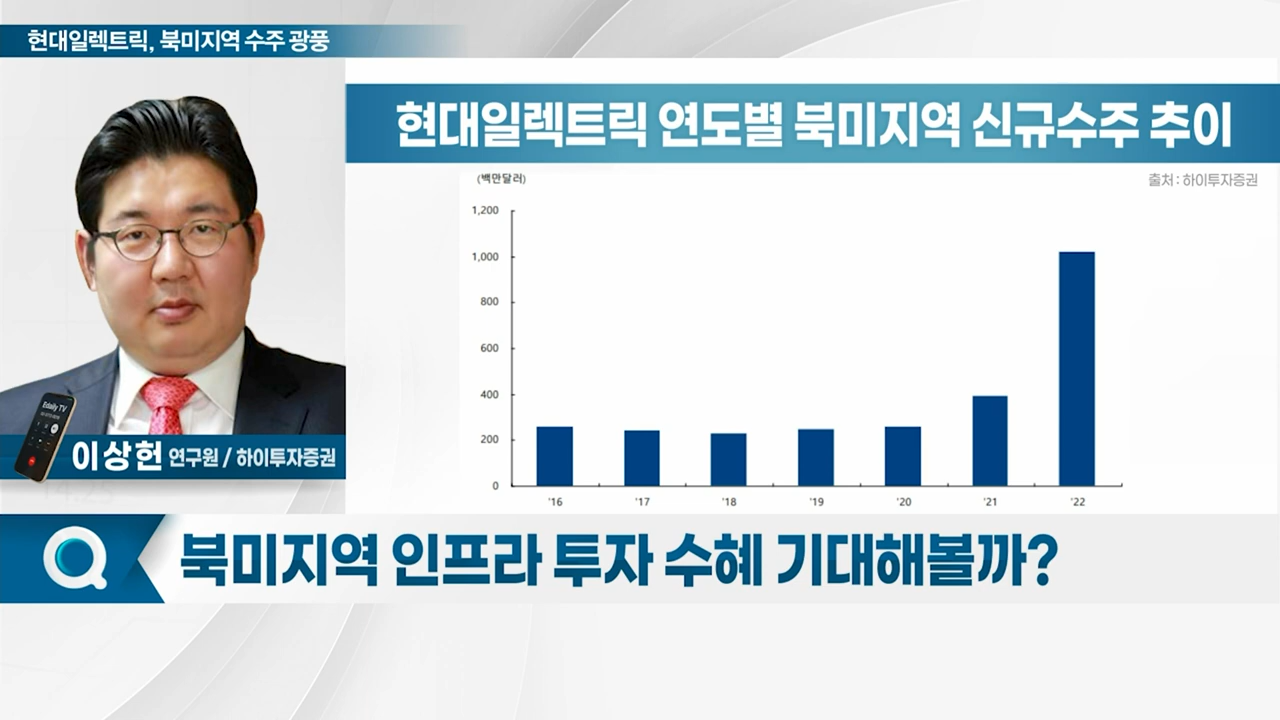 현대일렉트릭, 북미지역 수주 광풍
현대일렉트릭 연도별 북미지역 신규수주 추이
(백만달러)
출처 : 하이투자증권
1,200
1,000
800
600
400
200
0
'16 '17 '18 '19 '20 '21 '22
Edaily TV
이상헌 연구원 / 하이투자증권
Q 북미지역 인프라 투자 수혜 기대해볼까?